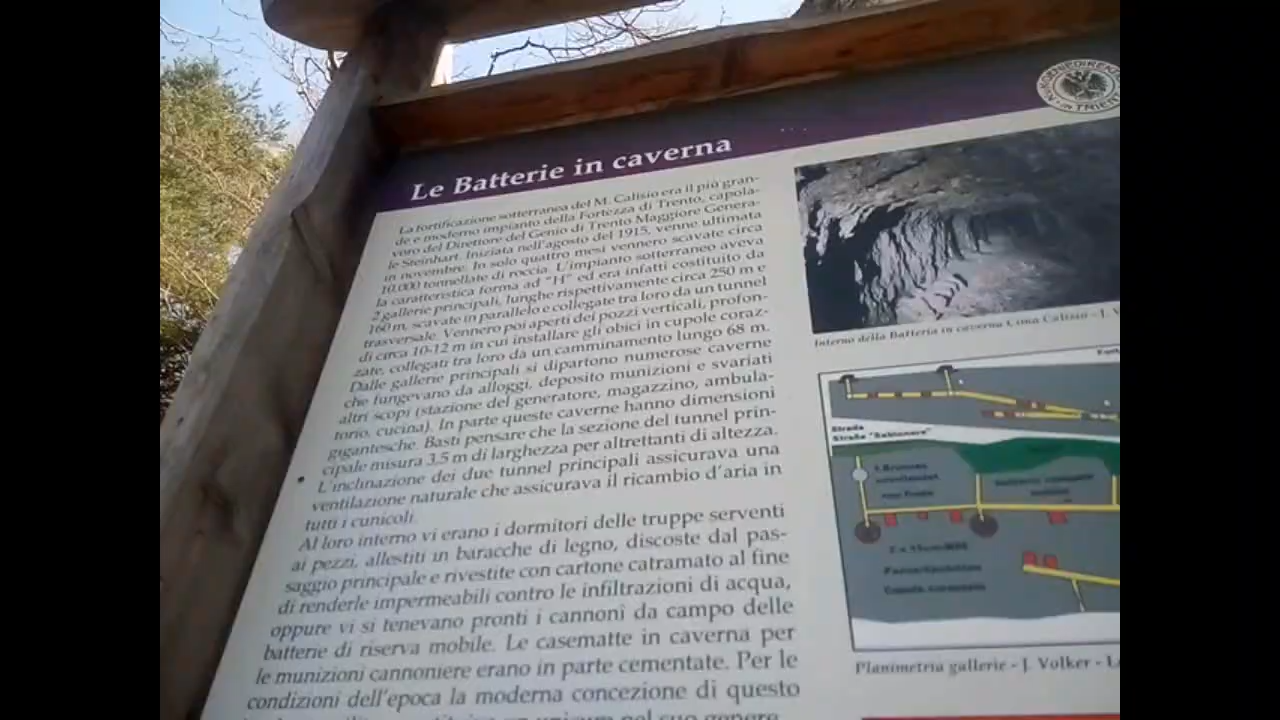 Le Batterie in caverna
La fortificazione sotterranea del M. Calisio era il più gran-
de e moderno impianto della Fortezza di Trento, capola-
voro del Direttore del Genio di Trento Maggiore Genera-
le Steinhart. Iniziata nell'agosto del 1915, venne ultimata
in novembre. In solo quattro mesi vennero scavate circa
10.000 tonnellate di roccia. L'impianto sotterraneo aveva
la caratteristica forma ad "H" ed era infatti costituito da
2 gallerie principali, lunghe rispettivamente circa 250 m e
160 m, scavate in parallelo e collegate tra loro da un tunnel
trasversale. Vennero poi aperti dei pozzi verticali, profon-
di circa 10-12 m in cui installare gli obici in cupole coraz-
zate, collegati tra loro da un camminamento lungo 68 m.
Dalle gallerie principali si dipartono numerose caverne
che fungevano da alloggi, deposito munizioni e svariati
altri scopi (stazione del generatore, magazzino, ambula-
torio, cucina). In parte queste caverne hanno dimensioni
gigantesche. Basti pensare che la sezione del tunnel prin-
cipale misura 3,5 m di larghezza per altrettanti di altezza.
L'inclinazione dei due tunnel principali assicurava una
ventilazione naturale che assicurava il ricambio d'aria in
tutti i cunicoli.
Al loro interno vi erano i dormitori delle truppe serventi
ai pezzi, allestiti in baracche di legno, discoste dal pas-
saggio principale e rivestite con cartone catramato al fine
di renderle impermeabili contro le infiltrazioni di acqua,
oppure vi si tenevano pronti i cannoni da campo delle
batterie di riserva mobile. Le casematte in caverna per
le munizioni cannoniere erano in parte cementate. Per le
condizioni dell'epoca la moderna concezione di questo
un unicum nel suo genere
Interno della Batteria in caverna Cima Calisio - J. V
Strada
Strada
Planimetria gallerie - J. Volker - L